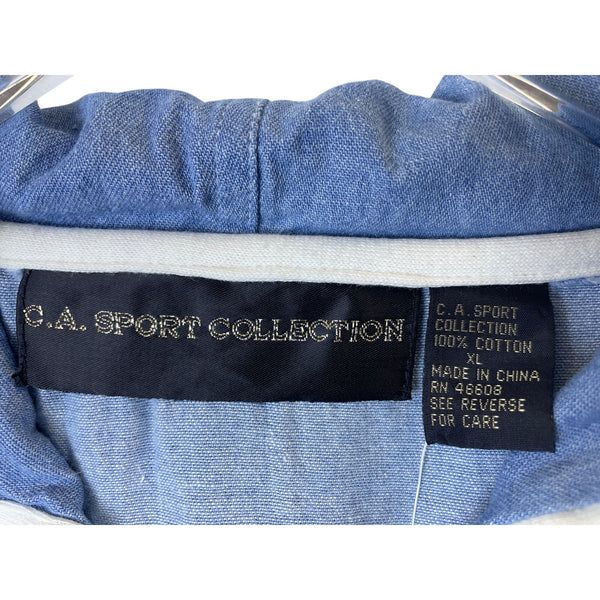 C.A. SPORT COLLECTION
C.A. SPORT
COLLECTION
100% COTTON
XL
MADE IN CHINA
RN 46608
SEE REVERSE
FOR CARE